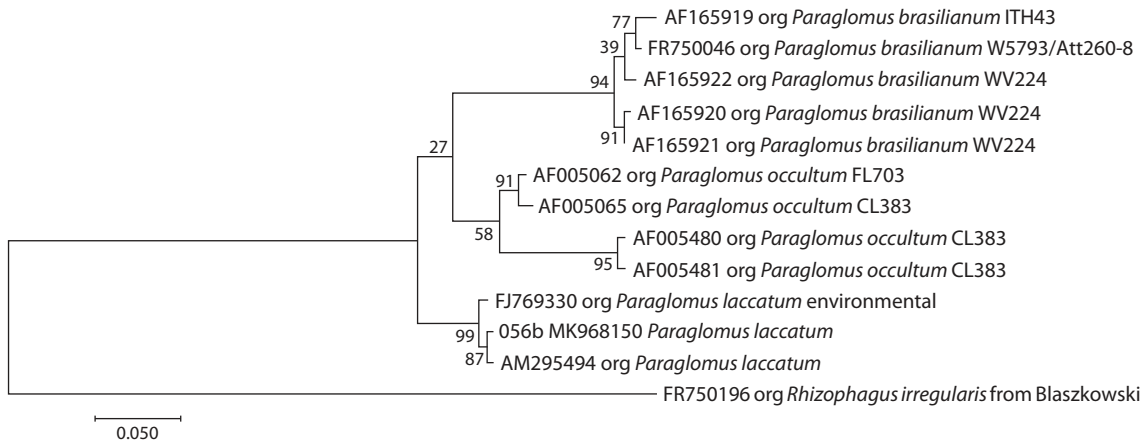 77
AF165919 org Paraglomus brasilianum ITH43
39
FR750046 org Paraglomus brasilianum W5793/Att260-8
94
AF165922 org Paraglomus brasilianum WV224
AF165920 org Paraglomus brasilianum WV224
91
AF165921 org Paraglomus brasilianum WV224
27
91
AF005062 org Paraglomus occultum FL703
AF005065 org Paraglomus occultum CL383
58
AF005480 org Paraglomus occultum CL383
95
AF005481 org Paraglomus occultum CL383
FJ769330 org Paraglomus laccatum environmental
99
056b MK968150 Paraglomus laccatum
87
AM295494 org Paraglomus laccatum
FR750196 org Rhizophagus irregularis from Blaszkowski
0.050